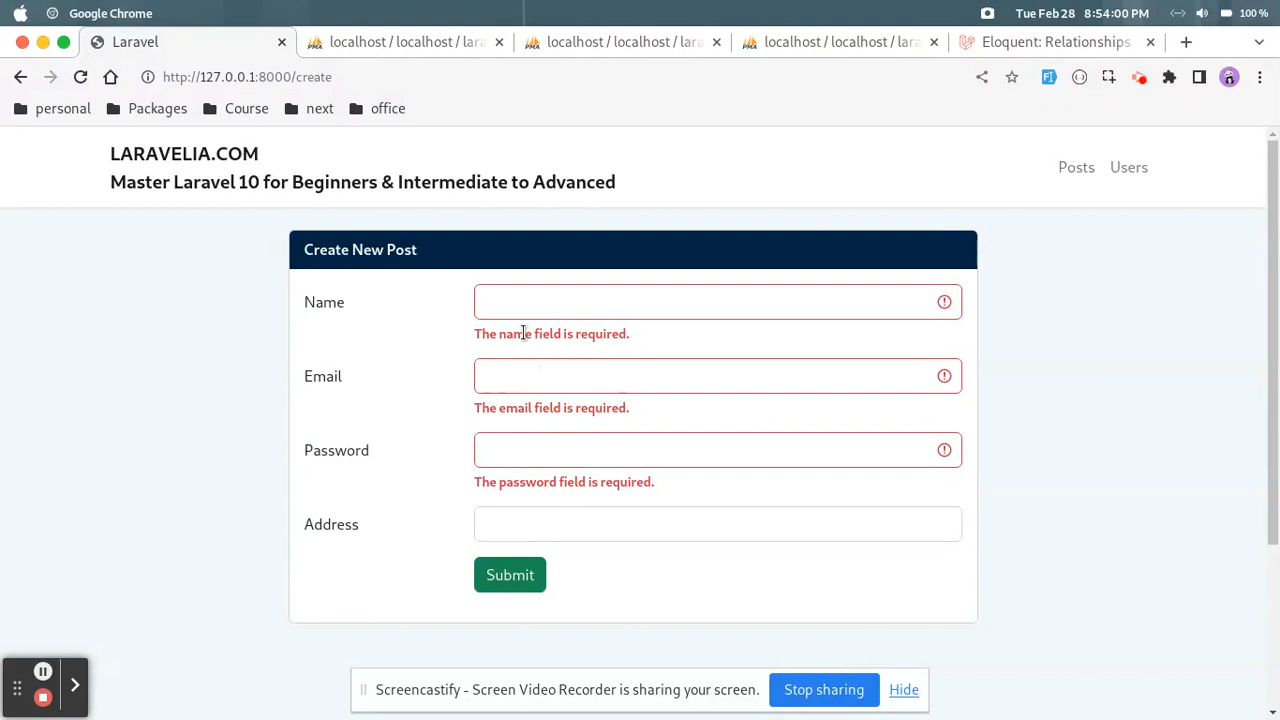 Google Chrome
Tue Feb 28 8:54:00 PM
100 %
Laravel
localhost / localhost / lara
localhost / localhost / lara
localhost / localhost / lara
Eloquent: Relationships
http://127.0.0.1:8000/create
personal
Packages
Course
next
office
LARAVELIA.COM
Master Laravel 10 for Beginners & Intermediate to Advanced
Posts
Users
Create New Post
Name
The name field is required.
Email
The email field is required.
Password
The password field is required.
Address
Submit
Screencastify - Screen Video Recorder is sharing your screen.
Stop sharing
Hide